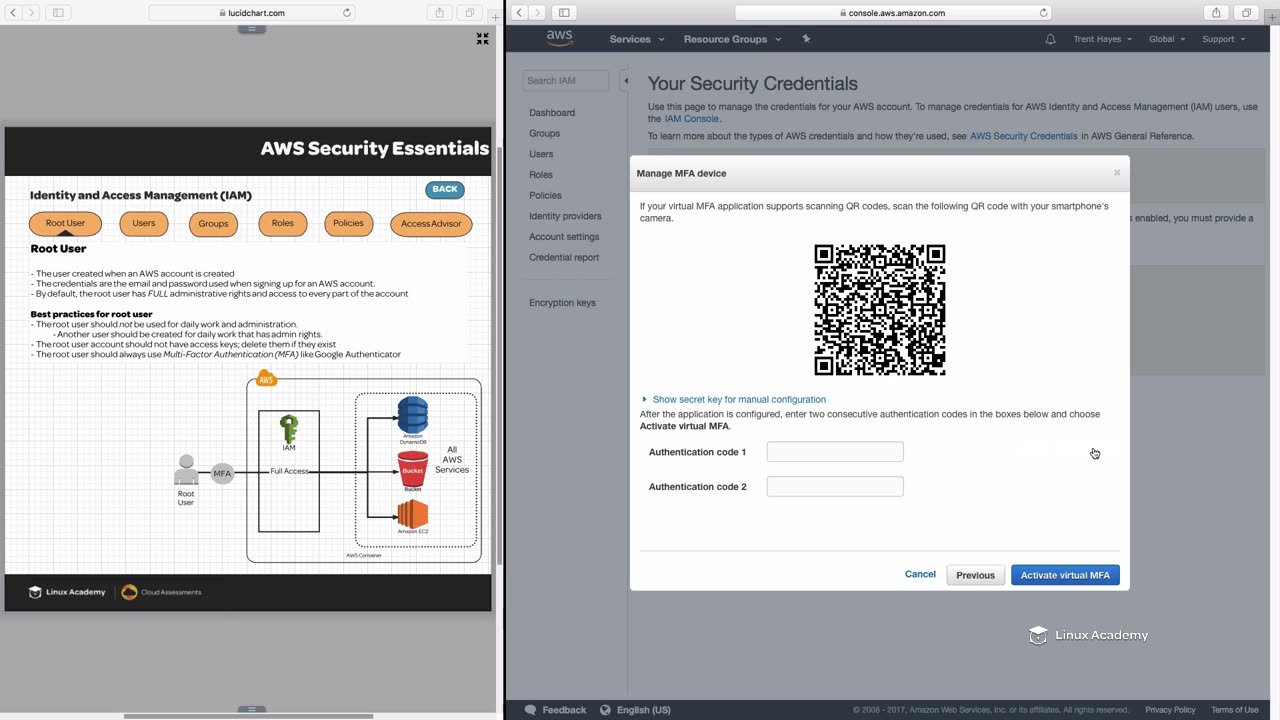 lucidchart.com
AWS Security Essentials
Identity and Access Management (IAM)
BACK
Root User
Users
Groups
Roles
Policies
Access Advisor
Root User
- The user created when an AWS account is created
- The credentials are the email and password used when signing up for an AWS account.
- By default, the root user has FULL administrative rights and access to every part of the account
Best practices for root user
- The root user should not be used for daily work and administration.
- Another user should be created for daily work that has admin rights.
- The root user account should not have access keys; delete them if they exist
- The root user should always use Multi-Factor Authentication (MFA) like Google Authenticator
AWS
IAM
Amazon
DynamoDB
All
AWS
Services
Bucket
Bucket
MFA
Full Access
Root
User
Amazon EC2
AWS Container
Linux Academy
Cloud Assessments
console.aws.amazon.com
aws
Services
Resource Groups
Trent Hayes
Global
Support
Search IAM
Dashboard
Groups
Users
Roles
Policies
Identity providers
Account settings
Credential report
Encryption keys
Your Security Credentials
Use this page to manage the credentials for your AWS account. To manage credentials for AWS Identity and Access Management (IAM) users, use
the IAM Console.
To learn more about the types of AWS credentials and how they're used, see AWS Security Credentials in AWS General Reference.
s enabled, you must provide a
Manage MFA device
×
If your virtual MFA application supports scanning QR codes, scan the following QR code with your smartphone's
camera.
Show secret key for manual configuration
After the application is configured, enter two consecutive authentication codes in the boxes below and choose
Activate virtual MFA.
Authentication code 1
Authentication code 2
Cancel
Previous
Activate virtual MFA
Linux Academy
Feedback
English (US)
© 2008 - 2017, Amazon Web Services, Inc. or its affiliates. All rights reserved.
Privacy Policy
Terms of Use